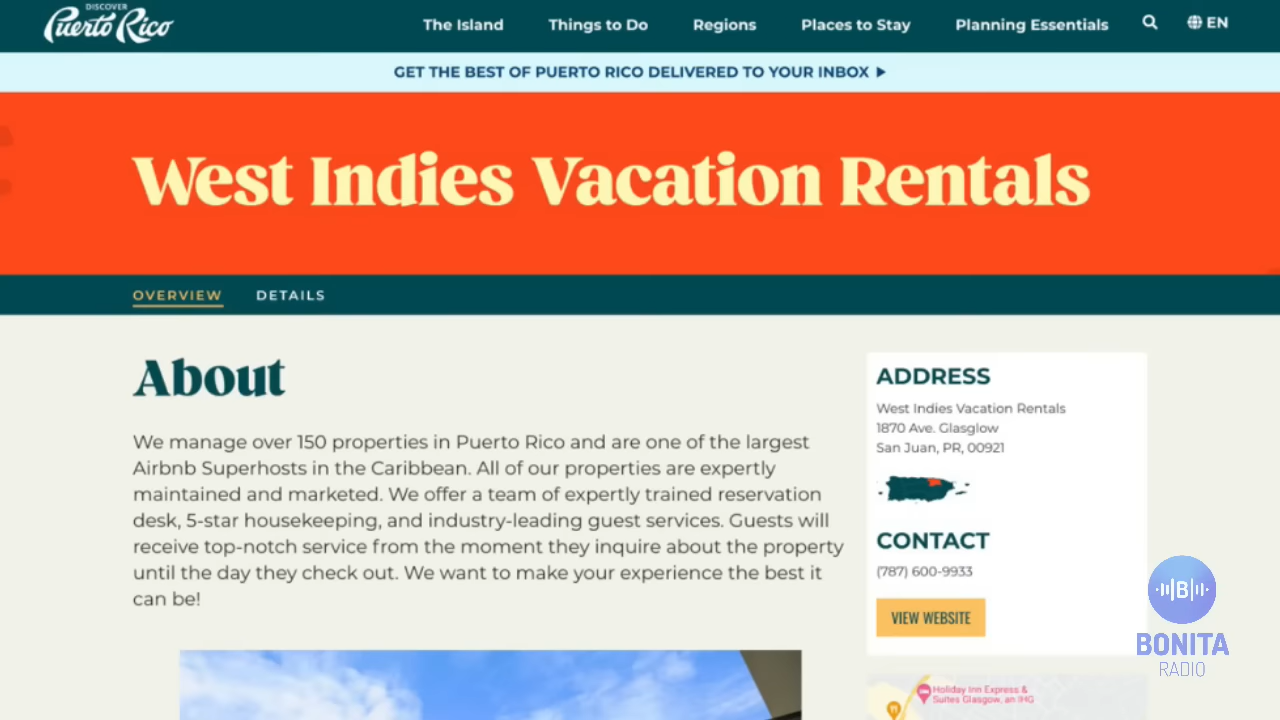 DISCOVER
Puerto Rico
The Island
Things to Do
Regions
Places to Stay
Planning Essentials
EN
GET THE BEST OF PUERTO RICO DELIVERED TO YOUR INBOX
West Indies Vacation Rentals
OVERVIEW
DETAILS
About
We manage over 150 properties in Puerto Rico and are one of the largest
Airbnb Superhosts in the Caribbean. All of our properties are expertly
maintained and marketed. We offer a team of expertly trained reservation
desk, 5-star housekeeping, and industry-leading guest services. Guests will
receive top-notch service from the moment they inquire about the property
until the day they check out. We want to make your experience the best it
can be!
ADDRESS
West Indies Vacation Rentals
1870 Ave. Glasglow
San Juan, PR, 00921
CONTACT
(787) 600-9933
VIEW WEBSITE
Holiday Inn Express &
Suites Glasgow, an IHG
B
BONITA
RADIO